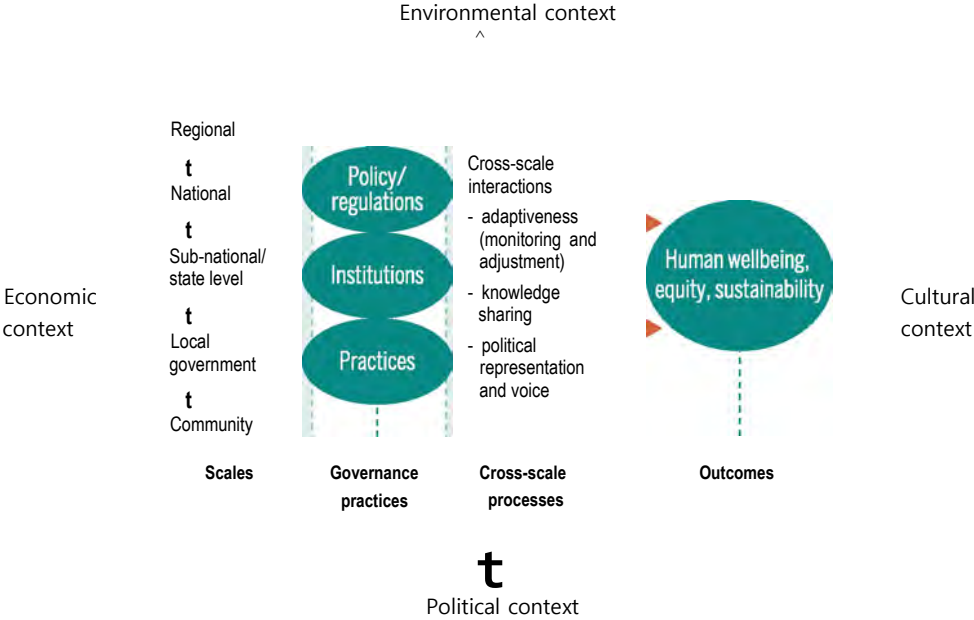 Environmental context
^
Regional
t
National
t
Sub-national/
state level
t
Local
government
t
Community
Scales
Policy/
regulations
Institutions
Practices
Governance
practices
Cross-scale
interactions
- adaptiveness
(monitoring and
adjustment)
- knowledge
sharing
- political
representation
and voice
Cross-scale
processes
Human wellbeing,
equity, sustainability
Outcomes
Economic
context
Cultural
context
t
Political context